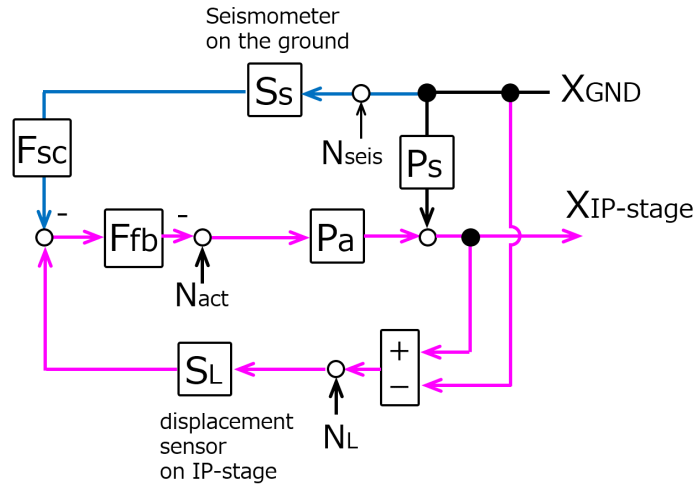 Seismometer
on the ground
Ss
XGND
Nseis
Fsc
Ps
XIP-stage
-
-
Ffb
Pa
Nact
+
−
SL
NL
displacement
sensor
on IP-stage